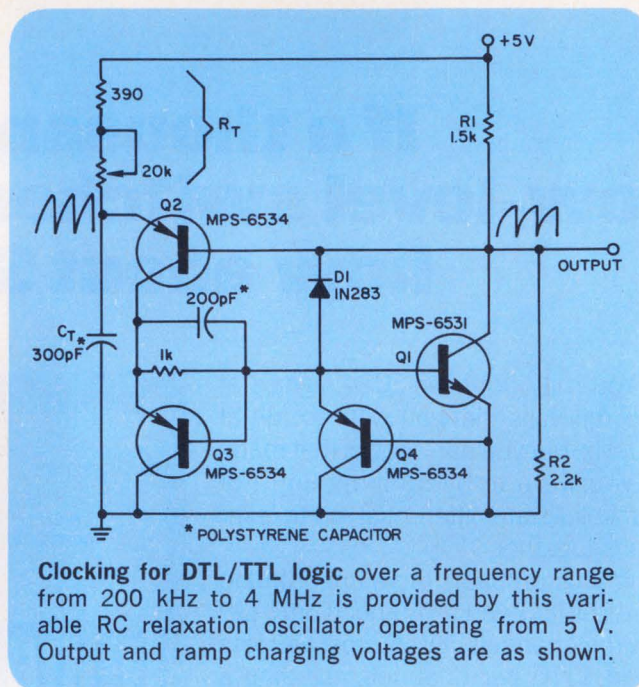 +5V
390
R_T
R1
1.5k
20k
Q2
MPS-6534
OUTPUT
D1
IN283
200pF*
MPS-6531
C_T*
300pF
1k
Q1
Q3
MPS-6534
Q4
MPS-6534
R2
2.2k
* POLYSTYRENE CAPACITOR
Clocking for DTL/TTL logic over a frequency range
from 200 kHz to 4 MHz is provided by this vari-
able RC relaxation oscillator operating from 5 V.
Output and ramp charging voltages are as shown.